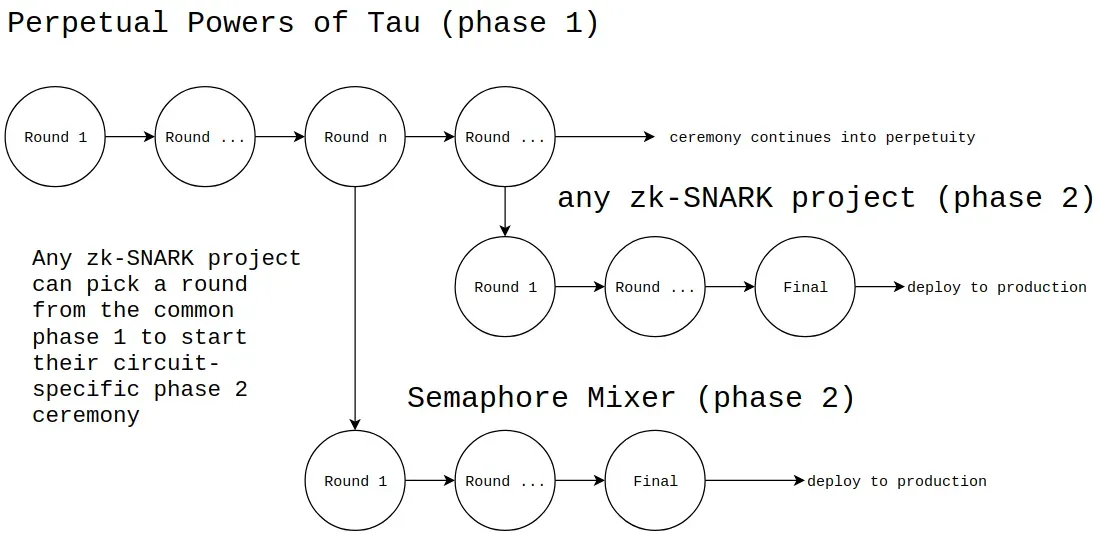 Perpetual Powers of Tau (phase 1)
Round 1
Round ...
Round n
Round ...
ceremony continues into perpetuity
any zk-SNARK project (phase 2)
Any zk-SNARK project
can pick a round
from the common
phase 1 to start
their circuit-
specific phase 2
ceremony
Round 1
Round ...
Final
deploy to production
Semaphore Mixer (phase 2)
Round 1
Round ...
Final
deploy to production